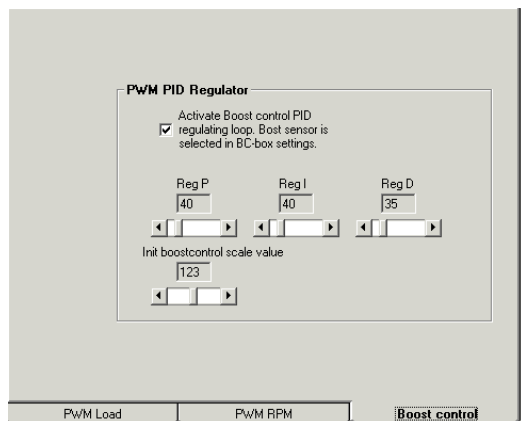 PWM PID Regulator
Activate Boost control PID
regulating loop. Bost sensor is
selected in BC-box settings.
Reg P Reg I Reg D
40 40 35
Init boostcontrol scale value
123
PWM Load PWM RPM Boost control